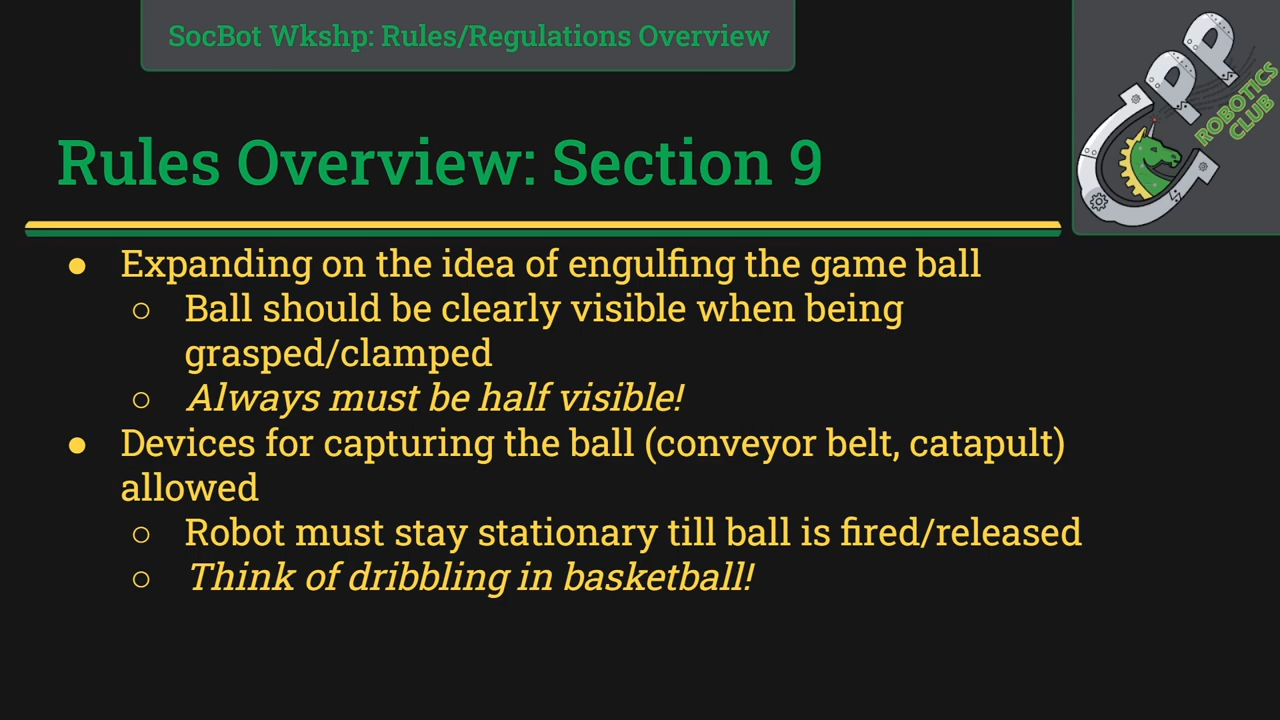 SocBot Wkshp: Rules/Regulations Overview
CPP
ROBOTICS
CLUB
Rules Overview: Section 9
● Expanding on the idea of engulfing the game ball
○ Ball should be clearly visible when being
grasped/clamped
○ Always must be half visible!
● Devices for capturing the ball (conveyor belt, catapult)
allowed
○ Robot must stay stationary till ball is fired/released
○ Think of dribbling in basketball!